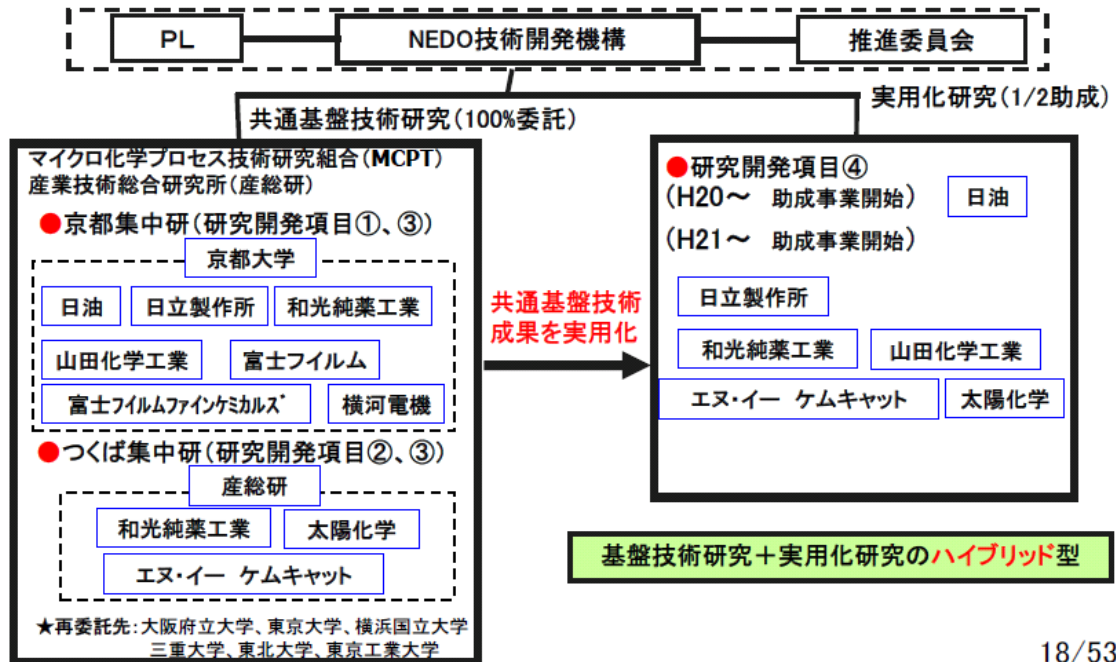 PL
NEDO技術開発機構
推進委員会
共通基盤技術研究(100%委託)
実用化研究(1/2助成)
マイクロ化学プロセス技術研究組合(MCPT)
産業技術総合研究所(産総研)
●京都集中研(研究開発項目①、③)
京都大学
日油
日立製作所
和光純薬工業
山田化学工業
富士フイルム
富士フイルムファインケミカルズ
横河電機
●つくば集中研(研究開発項目②、③)
産総研
和光純薬工業
太陽化学
エヌ・イー ケムキャット
★再委託先:大阪府立大学、東京大学、横浜国立大学
三重大学、東北大学、東京工業大学
共通基盤技術
成果を実用化
●研究開発項目④
(H20~ 助成事業開始)
日油
(H21~ 助成事業開始)
日立製作所
和光純薬工業
山田化学工業
エヌ・イー ケムキャット
太陽化学
基盤技術研究+実用化研究のハイブリッド型
18/53